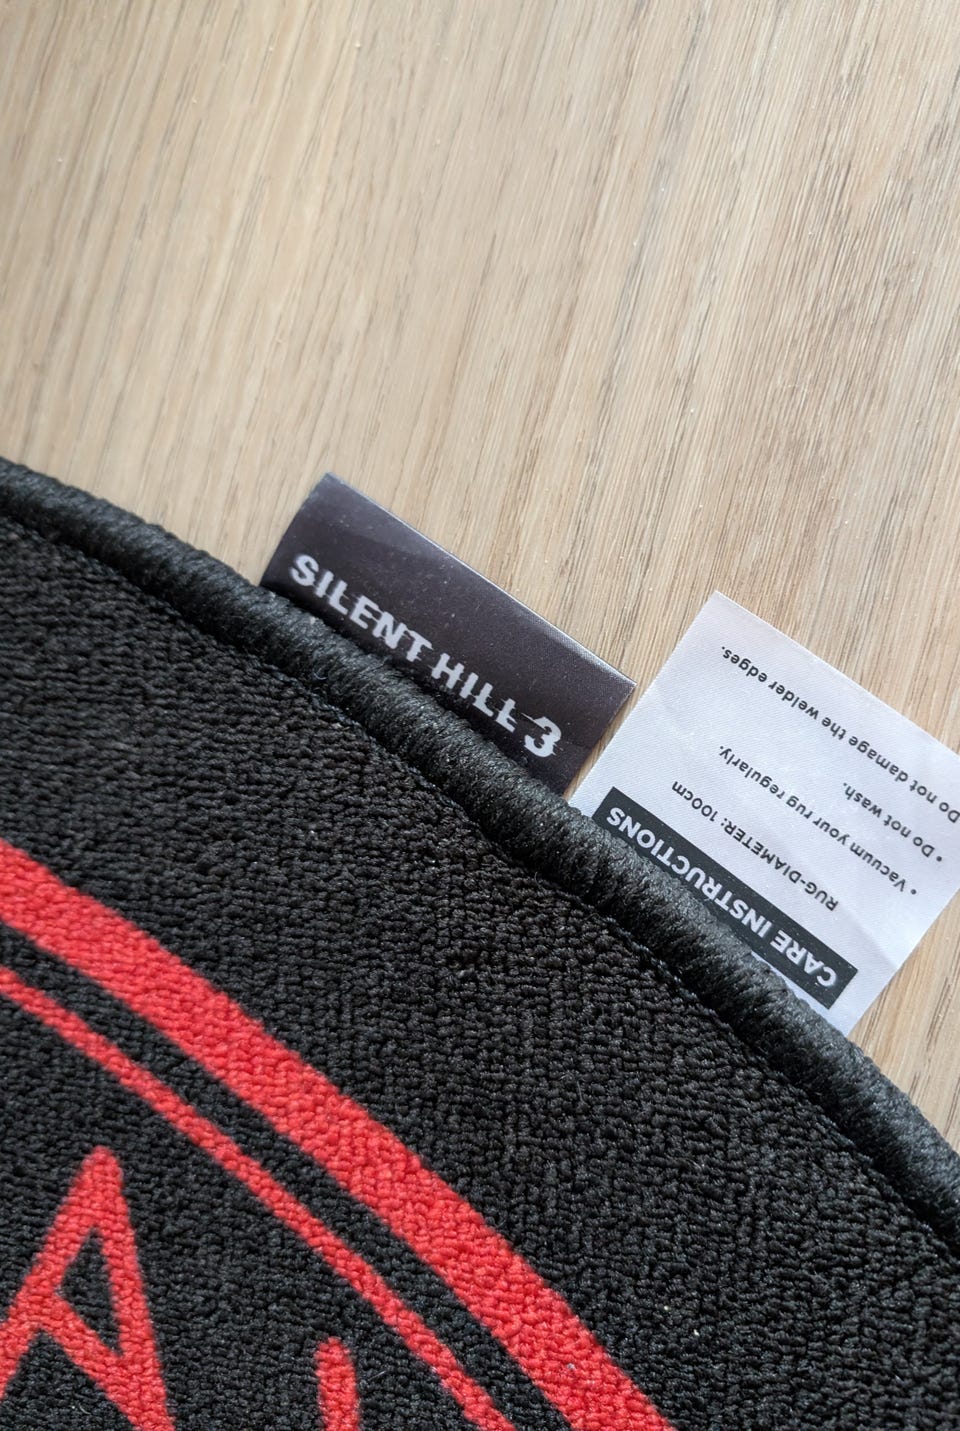 SILENT HILL 3
CARE INSTRUCTIONS
RUG-DIAMETER: 100cm
• Vacuum your rug regularly.
• Do not wash.
Do not damage the welder edges.